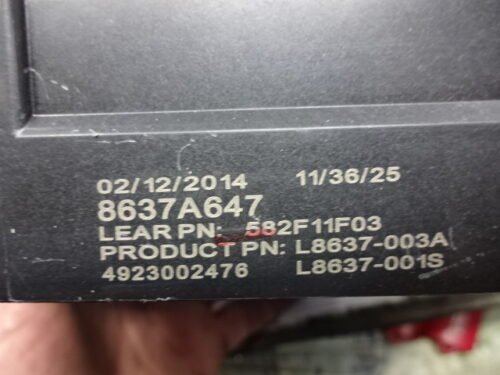 02/12/2014 11/36/25
8637A647
LEAR PN: 582F11F03
PRODUCT PN: L8637-003A
4923002476 L8637-001S